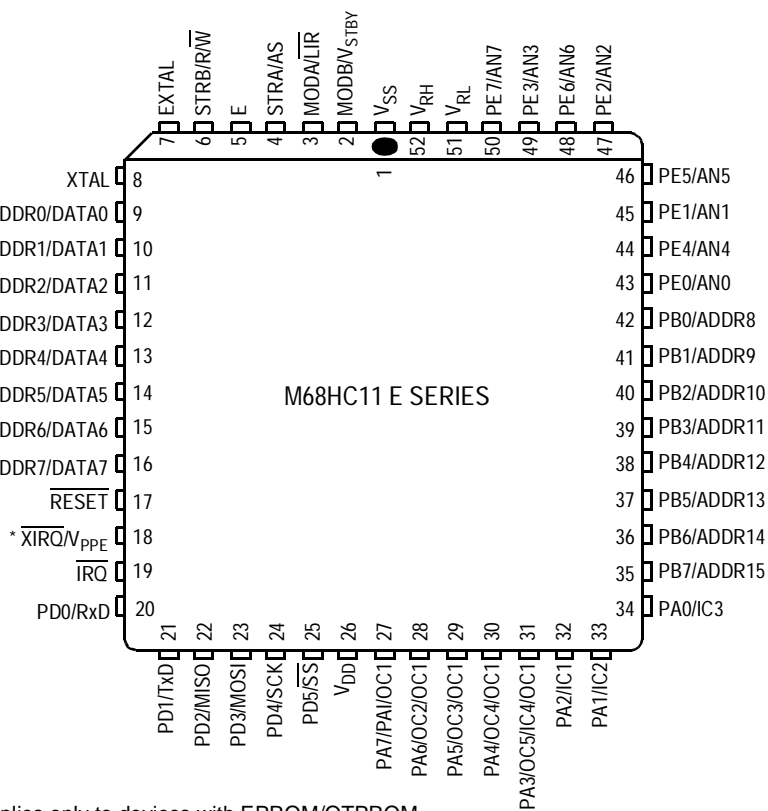 7 EXTAL
6 STRB/R/W̅
5 E
4 STRA/AS
3 MODA/L̅I̅R̅
2 MODB/VSTBY
1 VSS
52 VRH
51 VRL
50 PE7/AN7
49 PE3/AN3
48 PE6/AN6
47 PE2/AN2
XTAL 8
DDR0/DATA0 9
DDR1/DATA1 10
DDR2/DATA2 11
DDR3/DATA3 12
DDR4/DATA4 13
DDR5/DATA5 14
DDR6/DATA6 15
DDR7/DATA7 16
R̅E̅S̅E̅T̅ 17
* X̅I̅R̅Q̅/VPPE 18
I̅R̅Q̅ 19
PD0/RxD 20
M68HC11 E SERIES
46 PE5/AN5
45 PE1/AN1
44 PE4/AN4
43 PE0/AN0
42 PB0/ADDR8
41 PB1/ADDR9
40 PB2/ADDR10
39 PB3/ADDR11
38 PB4/ADDR12
37 PB5/ADDR13
36 PB6/ADDR14
35 PB7/ADDR15
34 PA0/IC3
21 PD1/TxD
22 PD2/MISO
23 PD3/MOSI
24 PD4/SCK
25 PD5/S̅S̅
26 VDD
27 PA7/PAI/OC1
28 PA6/OC2/OC1
29 PA5/OC3/OC1
30 PA4/OC4/OC1
31 PA3/OC5/IC4/OC1
32 PA2/IC1
33 PA1/IC2
only to devices with EPROM/OTPROM